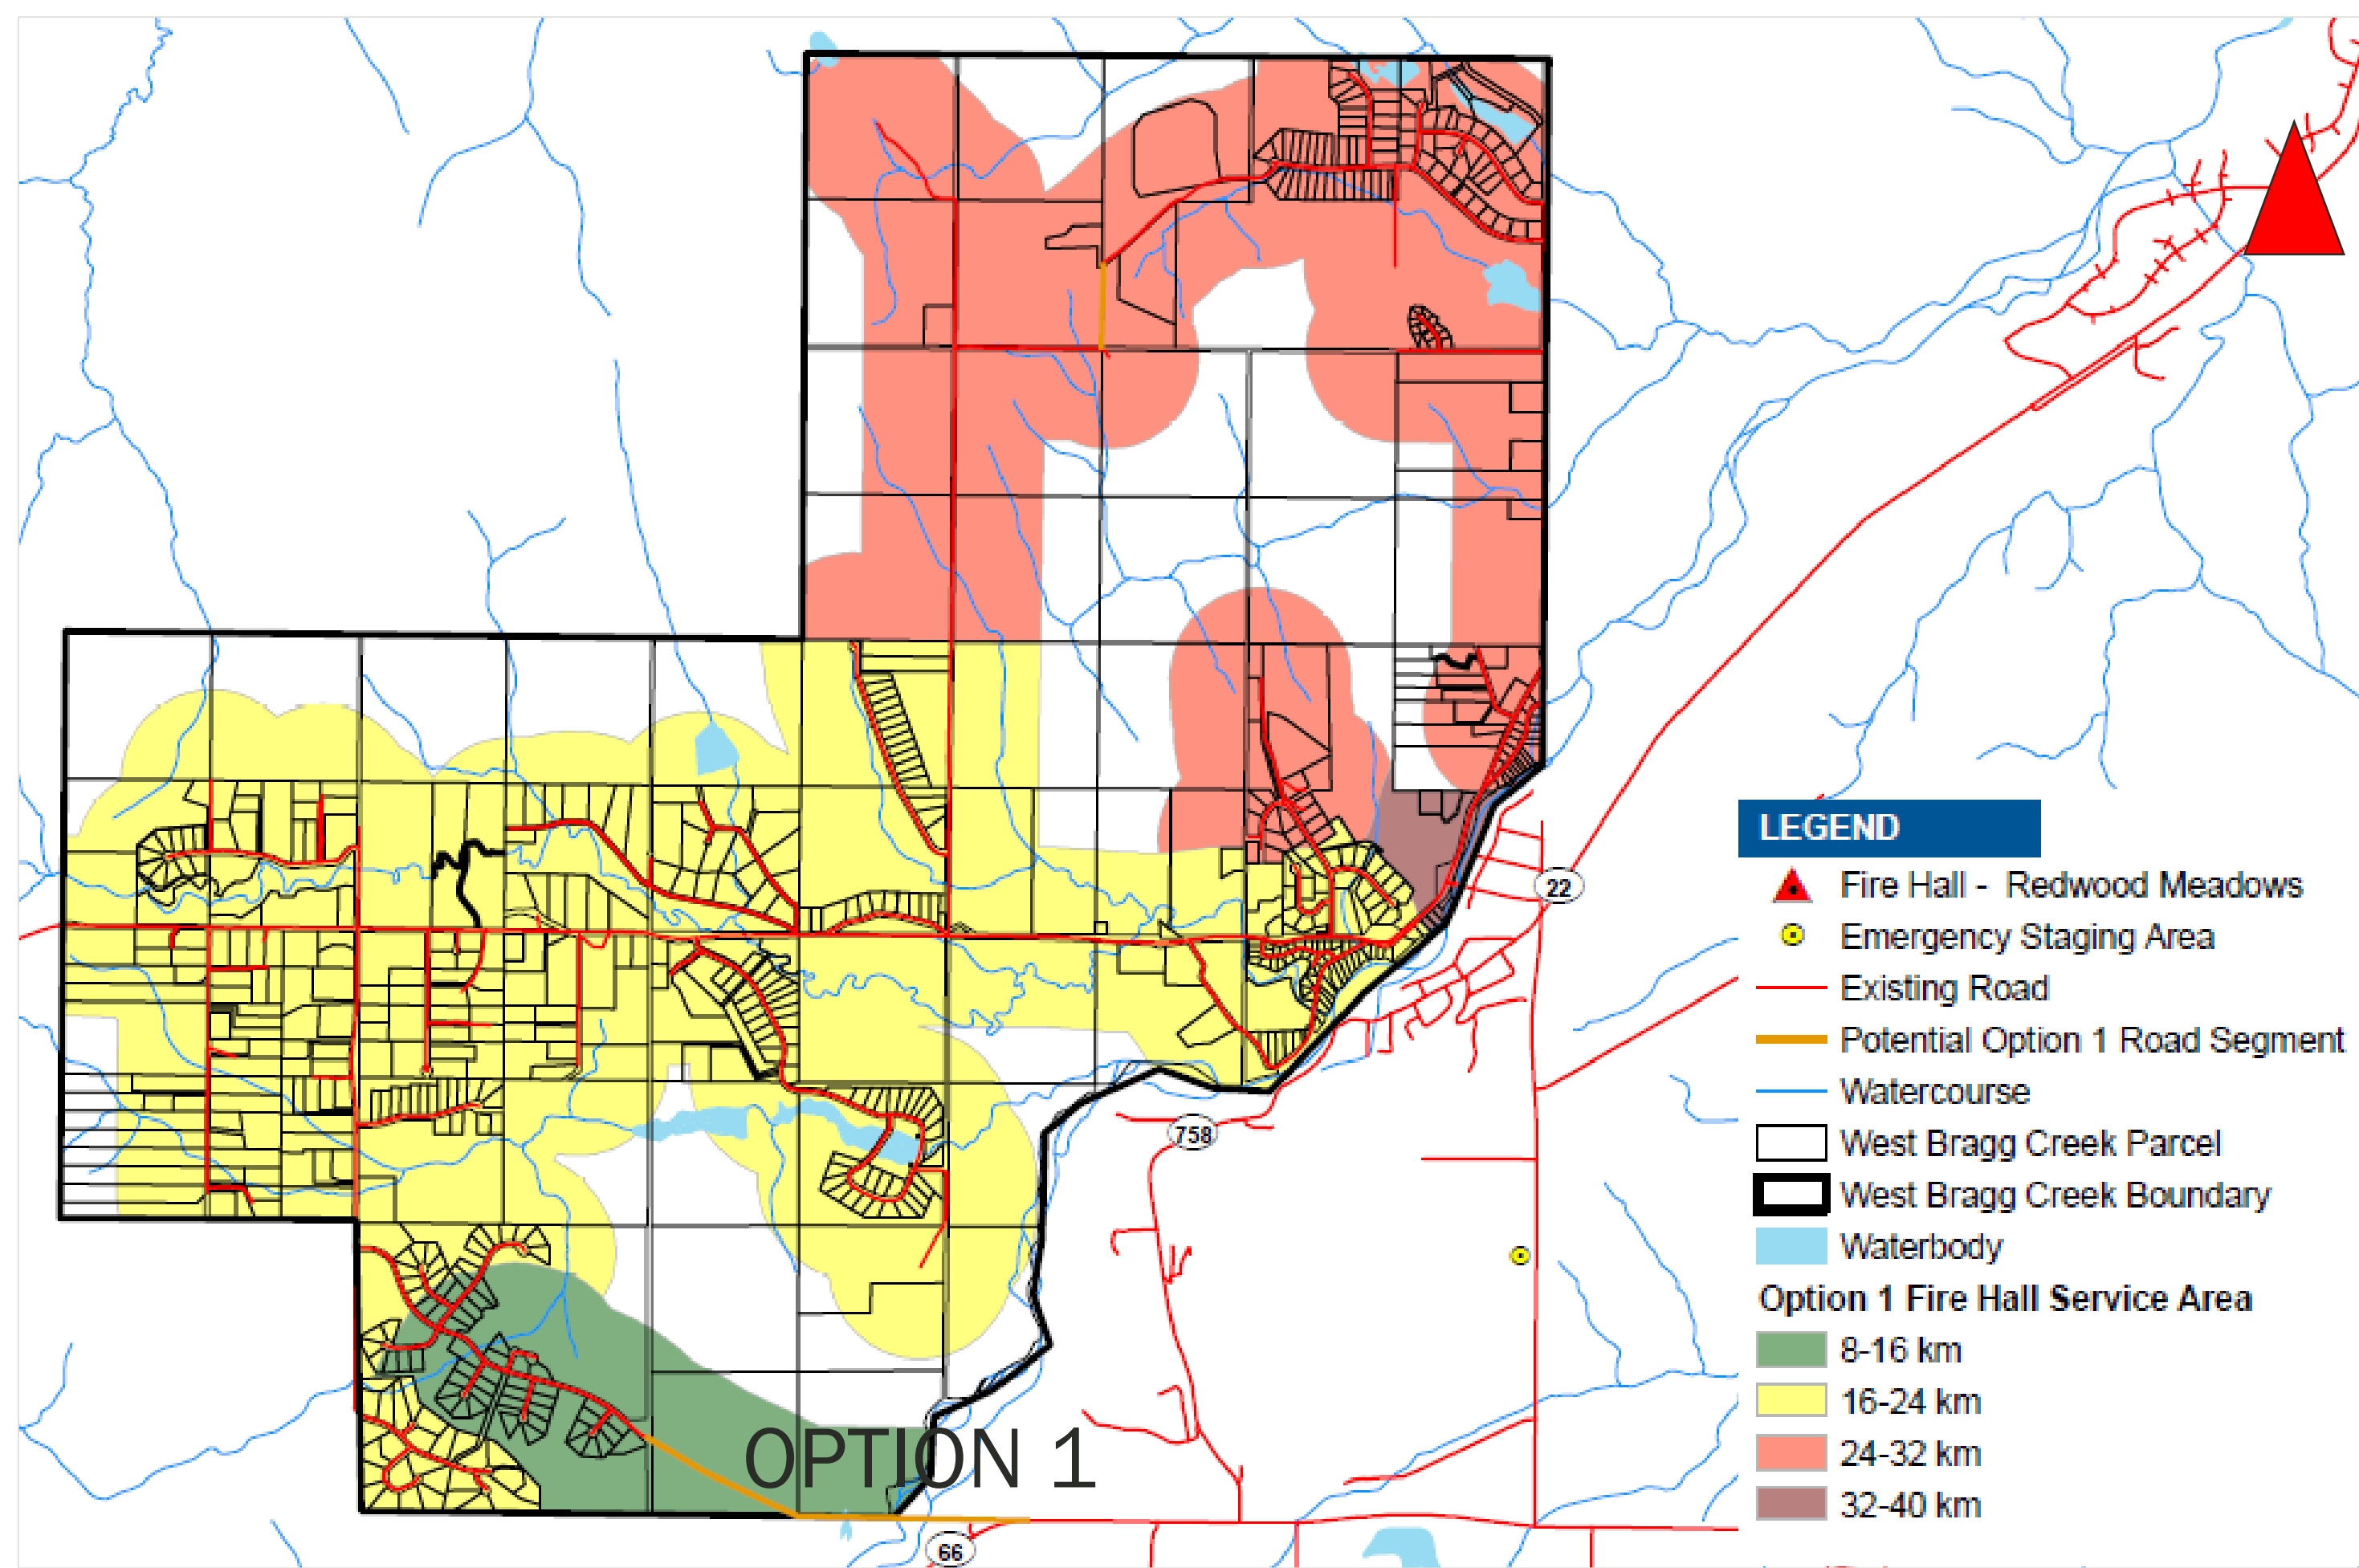 LEGEND
22
Fire Hall - Redwood Meadows
Emergency Staging Area
Existing Road
Potential Option 1 Road Segment
Watercourse
758
West Bragg Creek Parcel
West Bragg Creek Boundary
Waterbody
Option 1 Fire Hall Service Area
8-16 km
16-24 km
OPTION 1
24-32 km
32-40 km
66